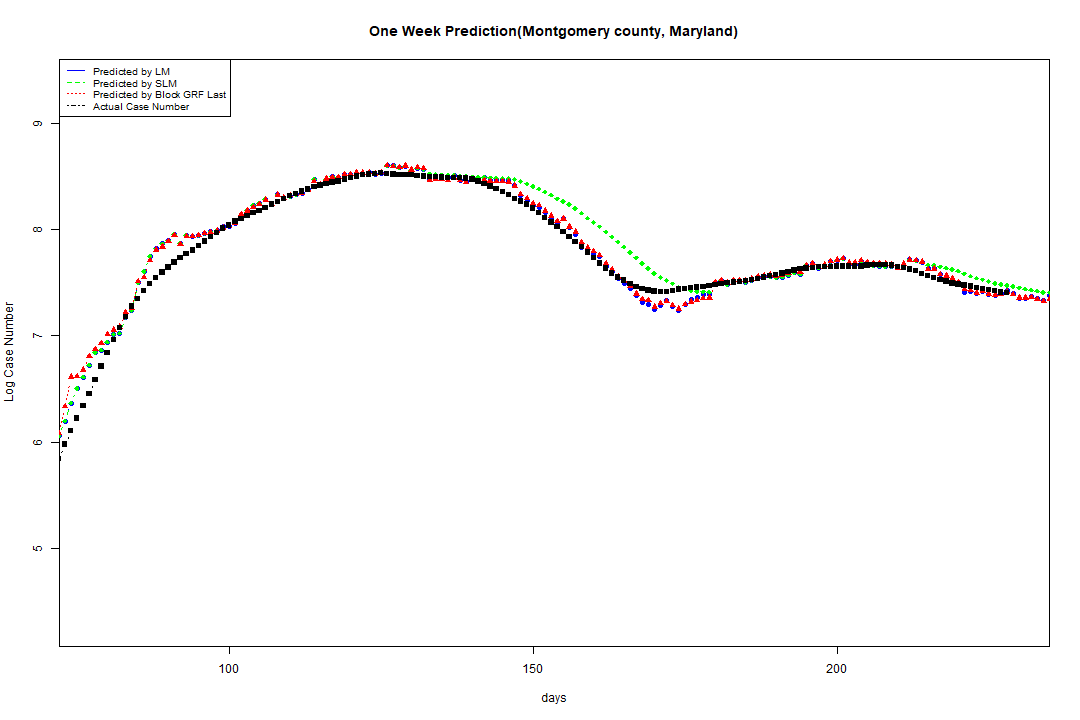 One Week Prediction(Montgomery county, Maryland)
Predicted by LM
Predicted by SLM
Predicted by Block GRF Last
Actual Case Number
9
8
7
6
5
Log Case Number
100 150 200
days